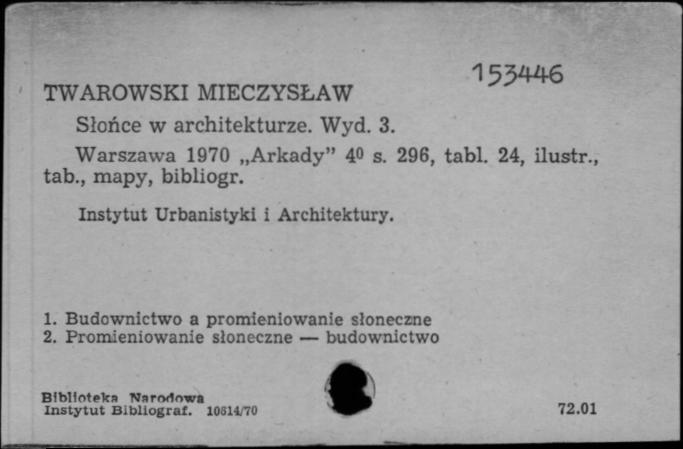 153446
TWAROWSKI MIECZYSŁAW
Słońce w architekturze. Wyd. 3.
Warszawa 1970 „Arkady” 4⁰ s. 296, tabl. 24, ilustr.,
tab., mapy, bibliogr.
Instytut Urbanistyki i Architektury.
1. Budownictwo a promieniowanie słoneczne
2. Promieniowanie słoneczne — budownictwo
Biblioteka Narodowa
Instytut Bibliograf. 10614/70
72.01